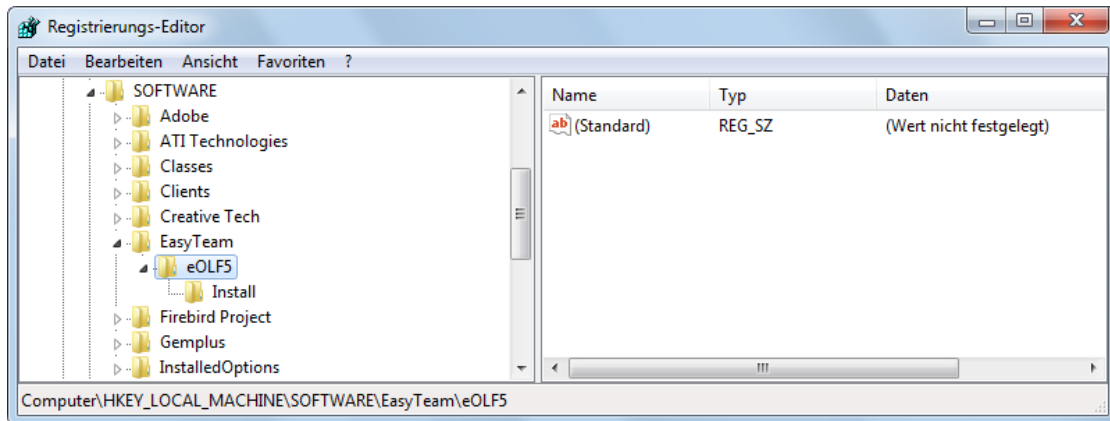 Registrierungs-Editor
Datei Bearbeiten Ansicht Favoriten ?
SOFTWARE
Adobe
ATI Technologies
Classes
Clients
Creative Tech
EasyTeam
eOLF5
Install
Firebird Project
Gemplus
InstalledOptions
Name Typ Daten
ab (Standard) REG_SZ (Wert nicht festgelegt)
Computer\HKEY_LOCAL_MACHINE\SOFTWARE\EasyTeam\eOLF5